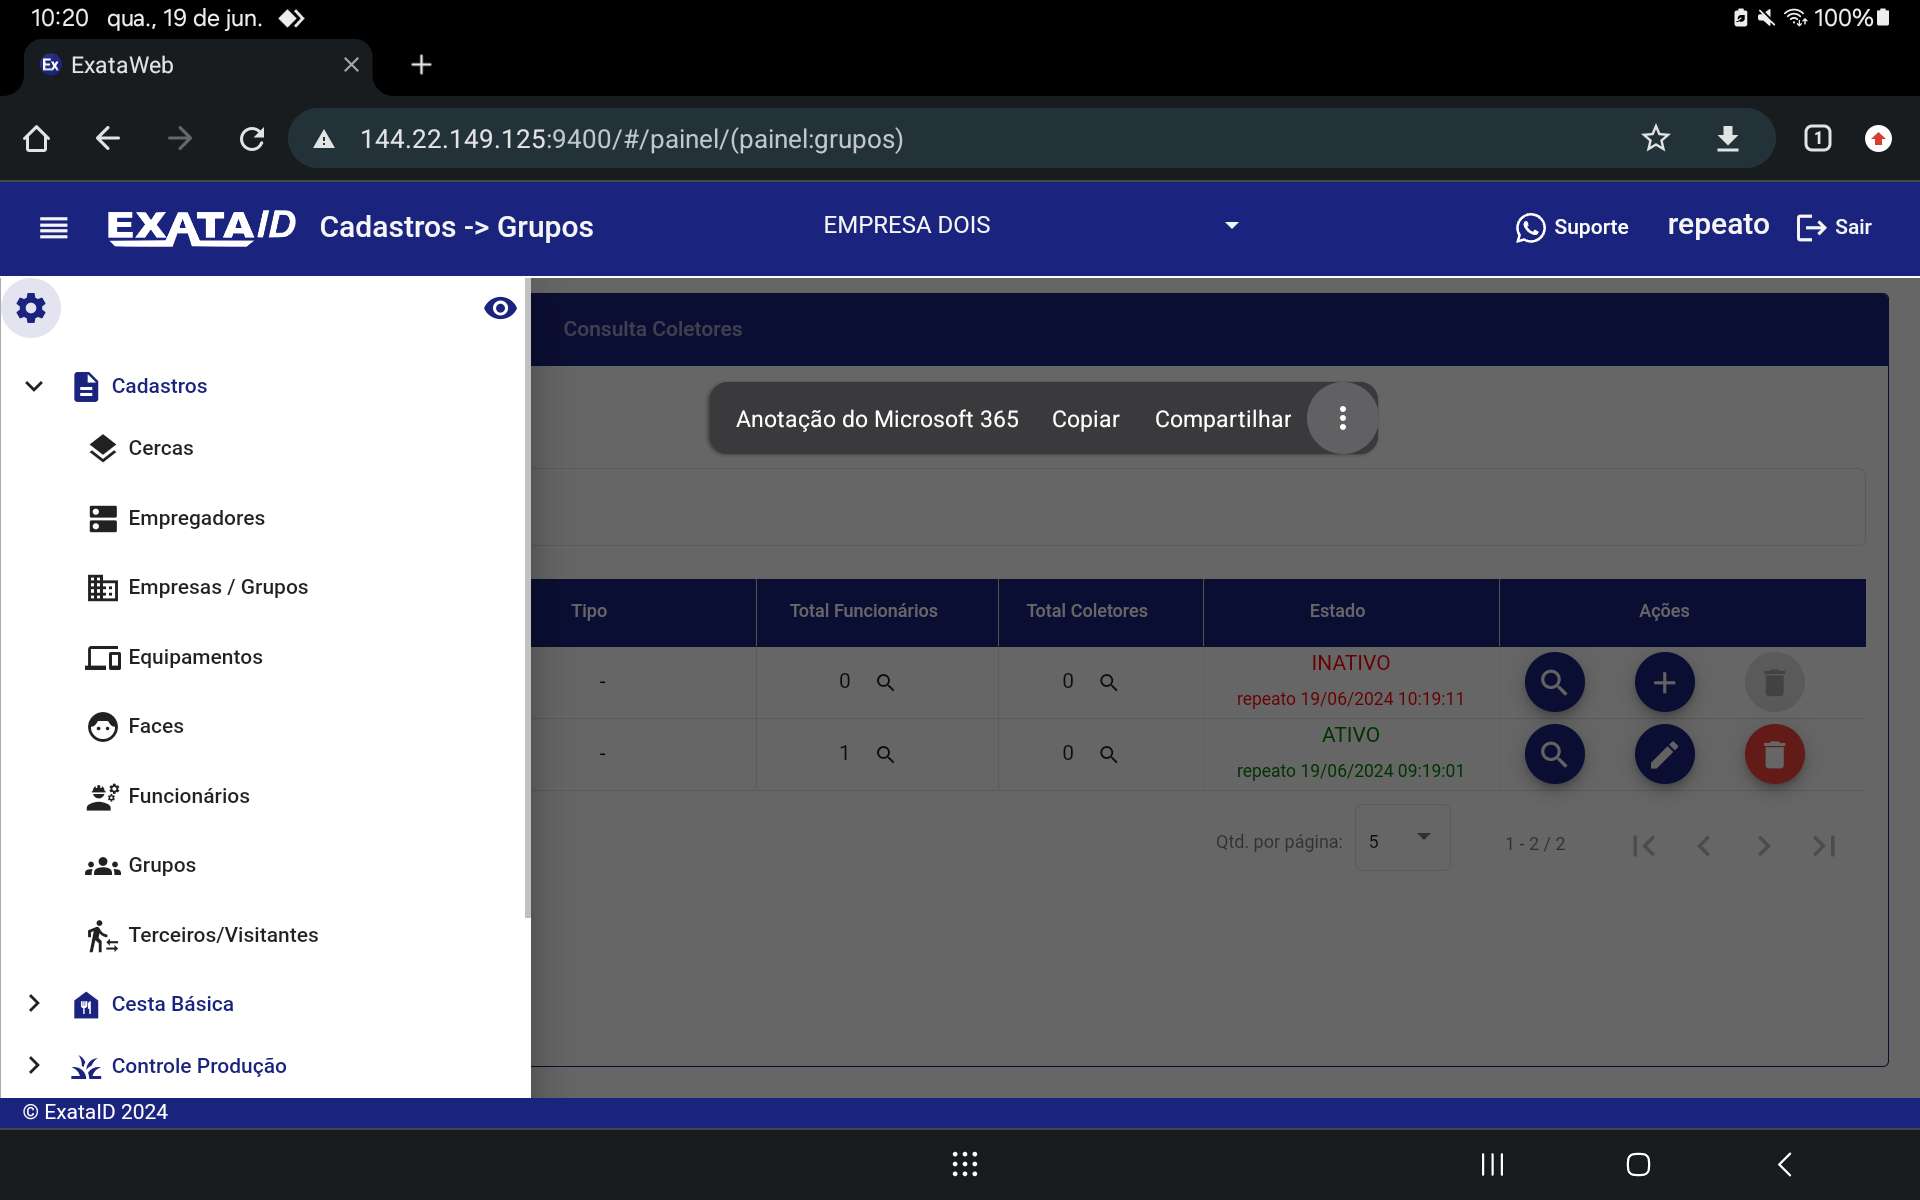 10:20 qua., 19 de jun. 100%
Ex ExataWeb
144.22.149.125:9400/#/painel/(painel:grupos) 1
EXATAID Cadastros -> Grupos EMPRESA DOIS Suporte repeato Sair
Consulta Coletores
Cadastros
Anotação do Microsoft 365 Copiar Compartilhar
Cercas
Empregadores
Empresas / Grupos
Tipo Total Funcionários Total Coletores Estado Ações
Equipamentos
- 0 0 INATIVO
repeato 19/06/2024 10:19:11
Faces
- 1 0 ATIVO
repeato 19/06/2024 09:19:01
Funcionários
Qtd. por página: 5 1 - 2 / 2
Grupos
Terceiros/Visitantes
Cesta Básica
Controle Produção
© ExataID 2024